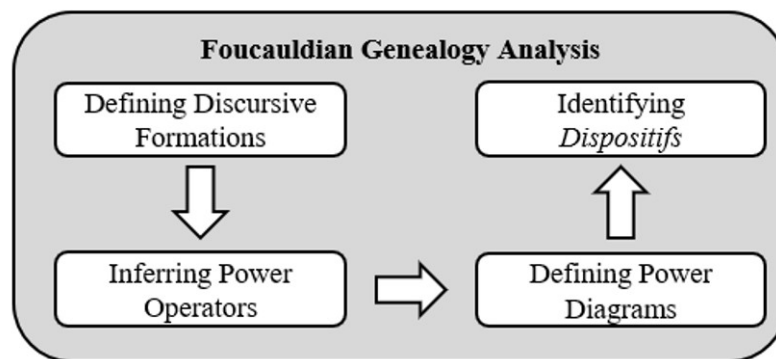 Foucauldian Genealogy Analysis
Defining Discursive
Formations
Identifying
Dispositifs
Inferring Power
Operators
Defining Power
Diagrams